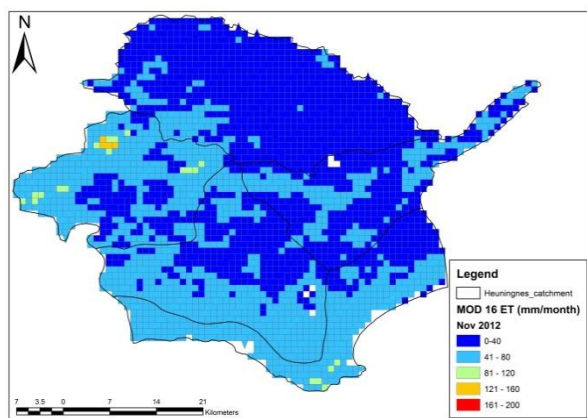 N
Legend
Heuningnes_catchment
MOD 16 ET (mm/month)
Nov 2012
0-40
41 - 80
81 - 120
121 - 160
161 - 200
7 3.5 0 7 14 21
Kilometers